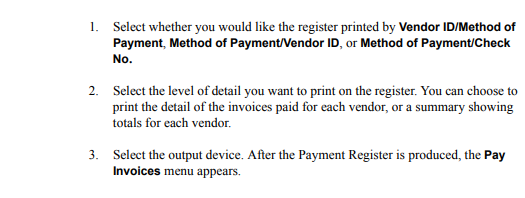 1. Select whether you would like the register printed by Vendor ID/Method of
Payment, Method of Payment/Vendor ID, or Method of Payment/Check
No.
2. Select the level of detail you want to print on the register. You can choose to
print the detail of the invoices paid for each vendor, or a summary showing
totals for each vendor.
3. Select the output device. After the Payment Register is produced, the Pay
Invoices menu appears.